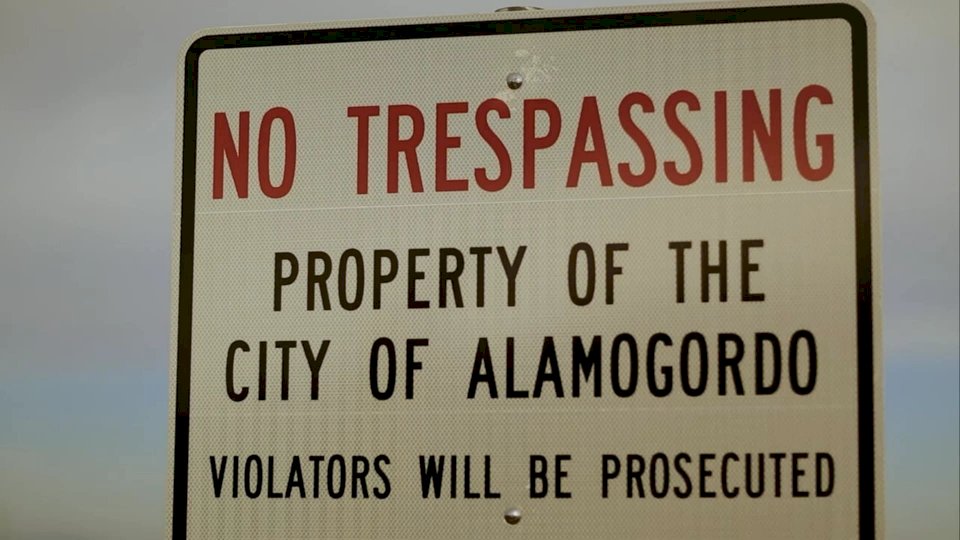 NO TRESPASSING
PROPERTY OF THE
CITY OF ALAMOGORDO
VIOLATORS WILL BE PROSECUTED